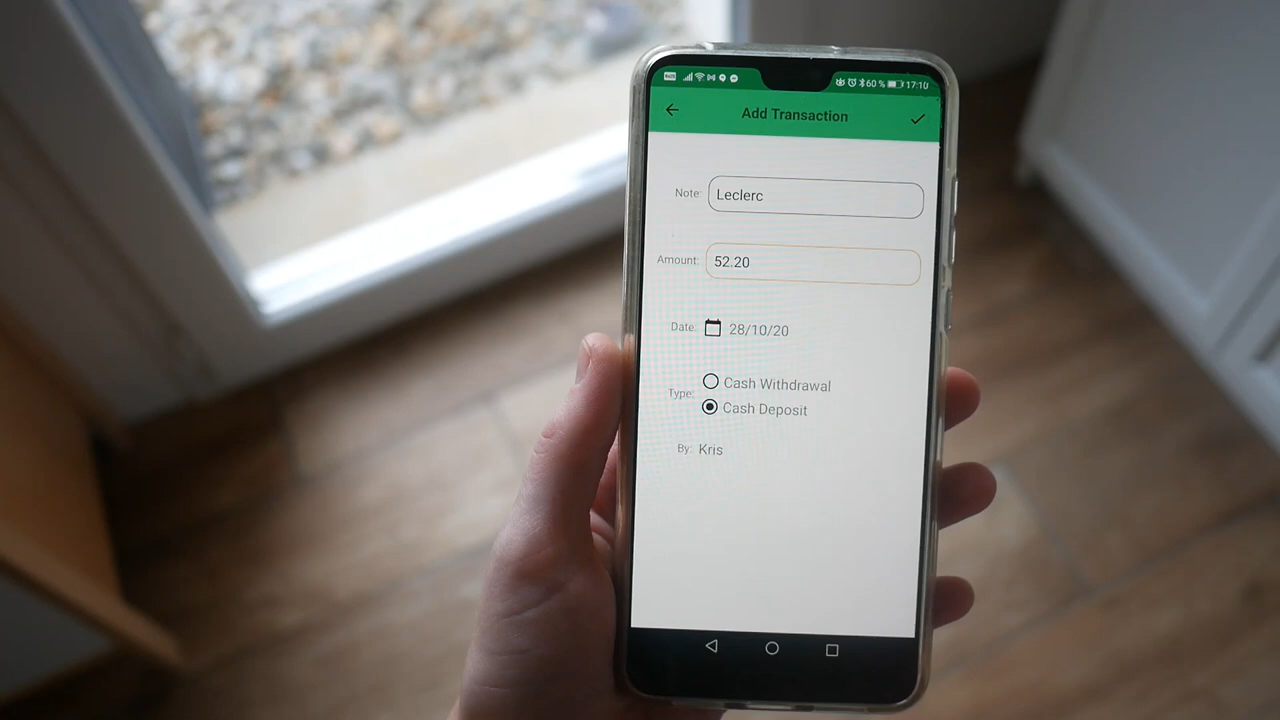 60 % 17:10
Add Transaction
Note: Leclerc
Amount: 52.20
Date: 28/10/20
Type:
Cash Withdrawal
Cash Deposit
By: Kris